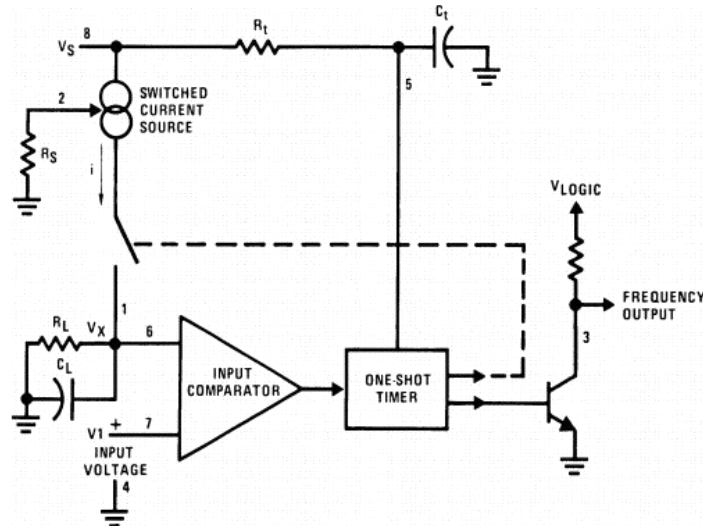 8
Vs
Rt
Ct
5
2
SWITCHED
CURRENT
SOURCE
Rs
i
VLOGIC
1
FREQUENCY
OUTPUT
3
RL
VX
6
CL
INPUT
COMPARATOR
ONE-SHOT
TIMER
V1
+
7
INPUT
VOLTAGE
4